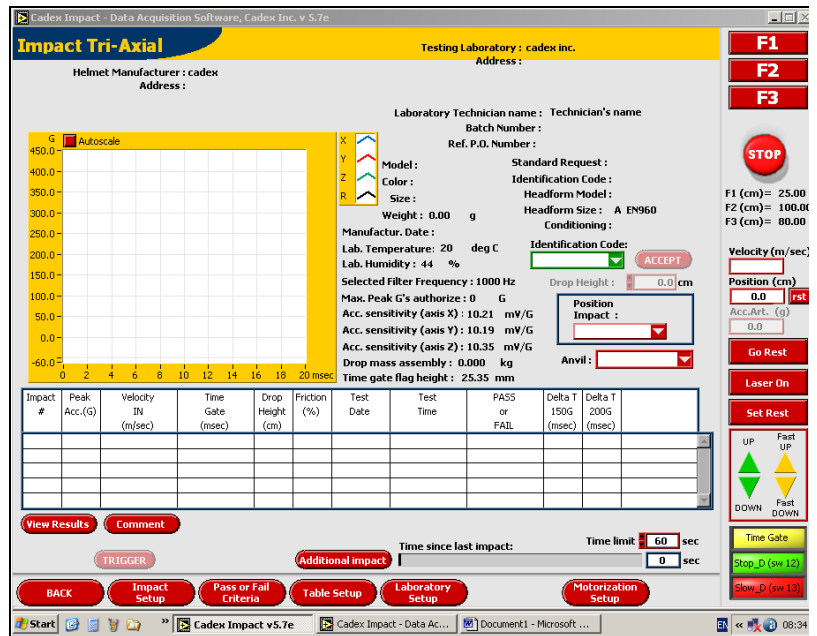 Cadex Impact - Data Acquisition Software, Cadex Inc. v 5.7e
Impact Tri-Axial
Testing Laboratory : cadex inc.
Address :
Helmet Manufacturer : cadex
Address :
Laboratory Technician name : Technician's name
Batch Number :
Ref. P.O. Number :
G
Autoscale
450.0
400.0
350.0
300.0
250.0
200.0
150.0
100.0
50.0
0.0
-60.0
0 2 4 6 8 10 12 14 16 18 20 msec
X
Y
Z
R
Model :
Color :
Size :
Weight : 0.00 g
Manufactur. Date :
Lab. Temperature: 20 deg C
Lab. Humidity : 44 %
Selected Filter Frequency : 1000 Hz
Max. Peak G's authorize : 0 G
Acc. sensitivity (axis X) : 10.21 mV/G
Acc. sensitivity (axis Y) : 10.19 mV/G
Acc. sensitivity (axis Z) : 10.35 mV/G
Drop mass assembly : 0.000 kg
Time gate flag height : 25.35 mm
Standard Request :
Identification Code :
Headform Model :
Headform Size : A EN960
Conditioning :
Identification Code:
ACCEPT
Drop Height : 0.0 cm
Position
Impact :
Anvil :
Impact # Peak Acc.(G) Velocity IN (m/sec) Time Gate (msec) Drop Height (cm) Friction (%) Test Date Test Time PASS or FAIL Delta T 150G (msec) Delta T 200G (msec)
View Results
Comment
TRIGGER
Additional impact
Time since last impact:
Time limit 60 sec
0 sec
BACK
Impact Setup
Pass or Fail Criteria
Table Setup
Laboratory Setup
Motorization Setup
F1
F2
F3
STOP
F1 (cm)= 25.00
F2 (cm)= 100.00
F3 (cm)= 80.00
Velocity (m/sec)
Position (cm)
0.0 rst
Acc.Art. (g)
0.0
Go Rest
Laser On
Set Rest
UP Fast UP
DOWN Fast DOWN
Time Gate
Stop_D (sw 12)
Slow_D (sw 13)
Start » Cadex Impact v5.7e Cadex Impact - Data Ac... Document1 - Microsoft ... EN « 08:34